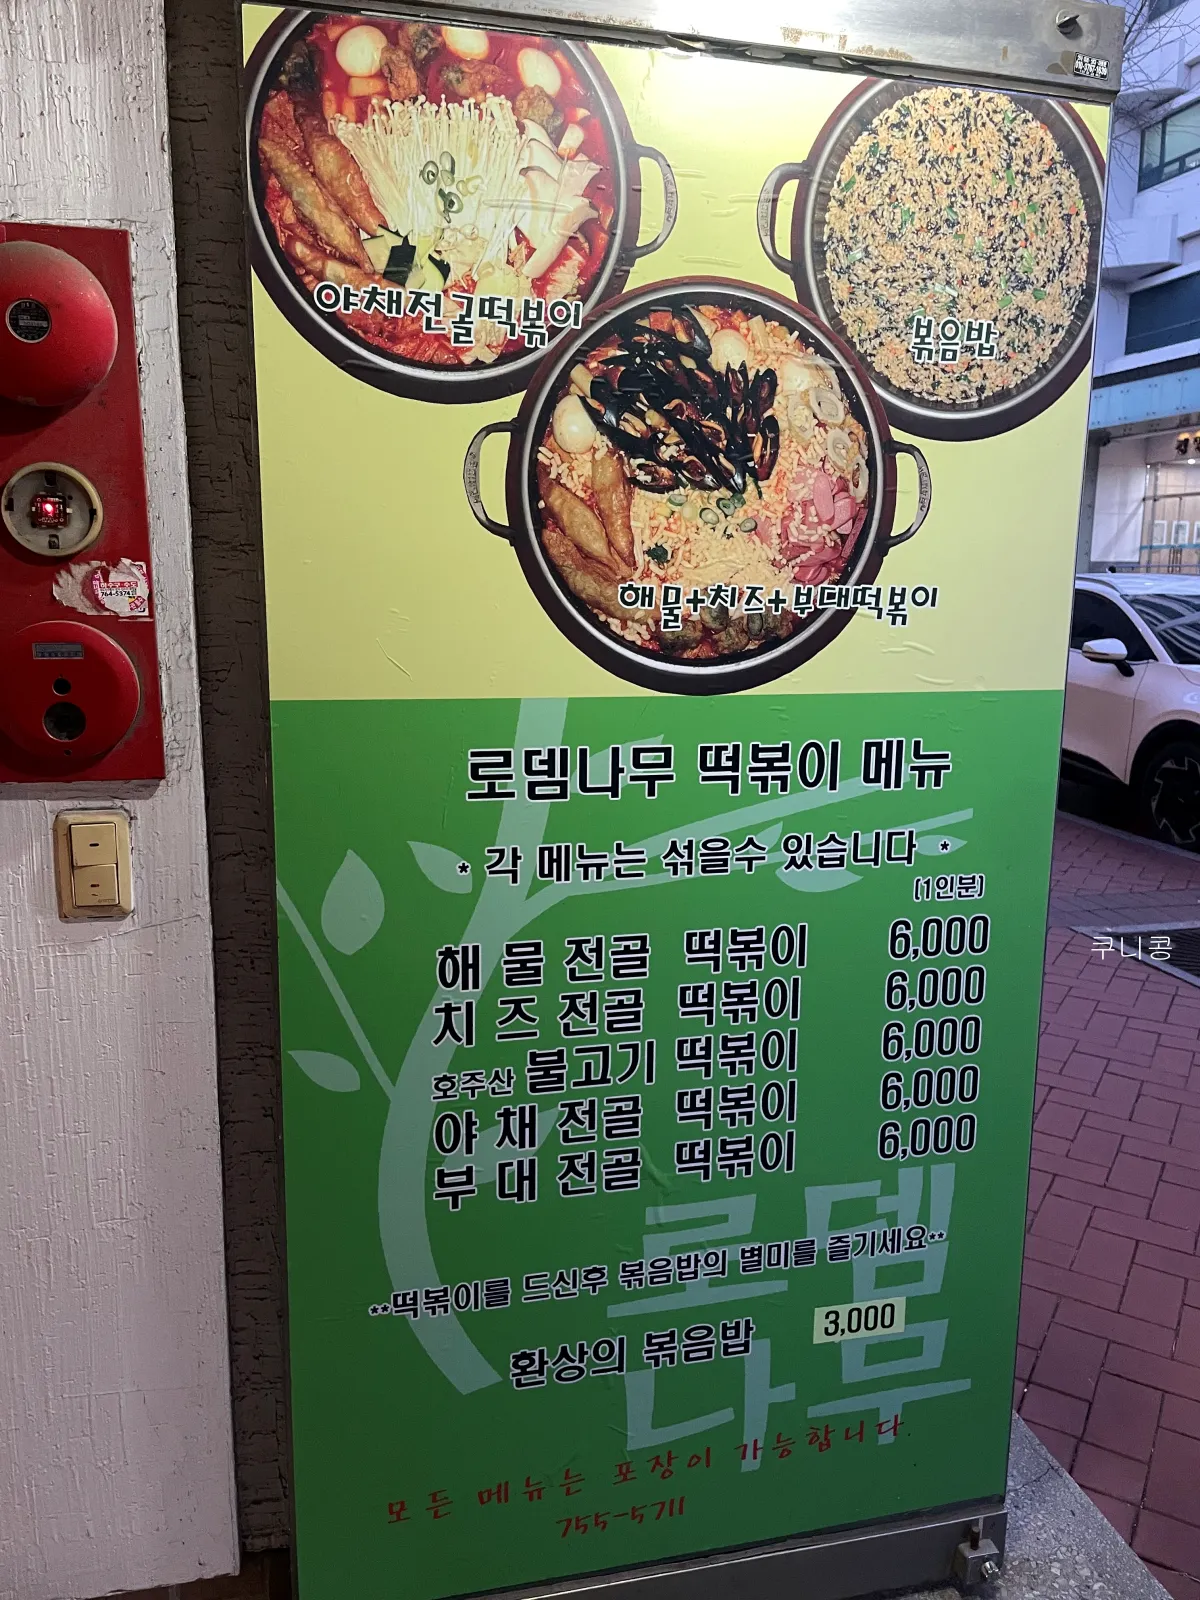 야채전골떡볶이
볶음밥
해물+치즈+부대떡볶이
로뎀나무 떡볶이 메뉴
* 각 메뉴는 섞을수 있습니다 *
(1인분)
해물전골 떡볶이 6,000
치즈전골 떡볶이 6,000
호주산 불고기 떡볶이 6,000
야채전골 떡볶이 6,000
부대전골 떡볶이 6,000
로뎀
나무
**떡볶이를 드신후 볶음밥의 별미를 즐기세요**
환상의 볶음밥 3,000
모든 메뉴는 포장이 가능합니다.
755-5711
하수구·수도
764-5374
쿠니콩